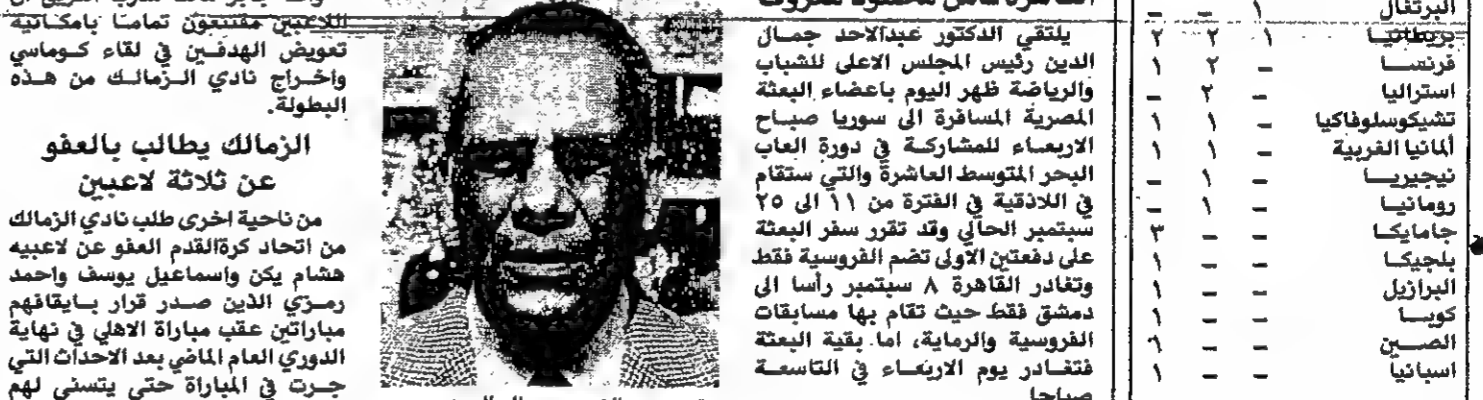 البرتغال ١ – –
بريطانيا ١ ٢ ٢
فرنسا – ٢ ١
استراليا – ٢ –
تشيكوسلوفاكيا – ١ ١
ألمانيا الغربية – ١ ١
نيجيريا – ١ –
رومانيا – ١ –
جامايكا – – ٣
بلجيكا – – ١
البرازيل – – ١
كوبا – – ١
الصين – – ٦
اسبانيا – – ١
يلتقي الدكتور عبدالاحد جمال
الدين رئيس المجلس الاعلى للشباب
والرياضة ظهر اليوم باعضاء البعثة
المصرية المسافرة الى سوريا صباح
الاربعاء للمشاركة في دورة العاب
البحر المتوسط العاشرة والتي ستقام
في اللاذقية في الفترة من ١١ الى ٢٥
سبتمبر الحالي وقد تقرر سفر البعثة
على دفعتين الاولى تضم الفروسية فقط
وتغادر القاهرة ٨ سبتمبر رأسا الى
دمشق فقط حيث تقام بها مسابقات
الفروسية والرماية، اما بقية البعثة
فتغادر يوم الاربعاء في التاسعة
صباحا
اللاعبين مقتنعون تماما بامكانية
تعويض الهدفين في لقاء كوماسي
واخراج نادي الزمالك من هذه
البطولة.
الزمالك يطالب بالعفو
عن ثلاثة لاعبين
من ناحية اخرى طلب نادي الزمالك
من اتحاد كرةالقدم العفو عن لاعبيه
هشام يكن واسماعيل يوسف واحمد
رمزي الذين صدر قرار بايقافهم
مباراتين عقب مباراة الاهلي في نهاية
الدوري العام الماضي بعد الاحداث التي
جرت في المباراة حتى يتسنى لهم